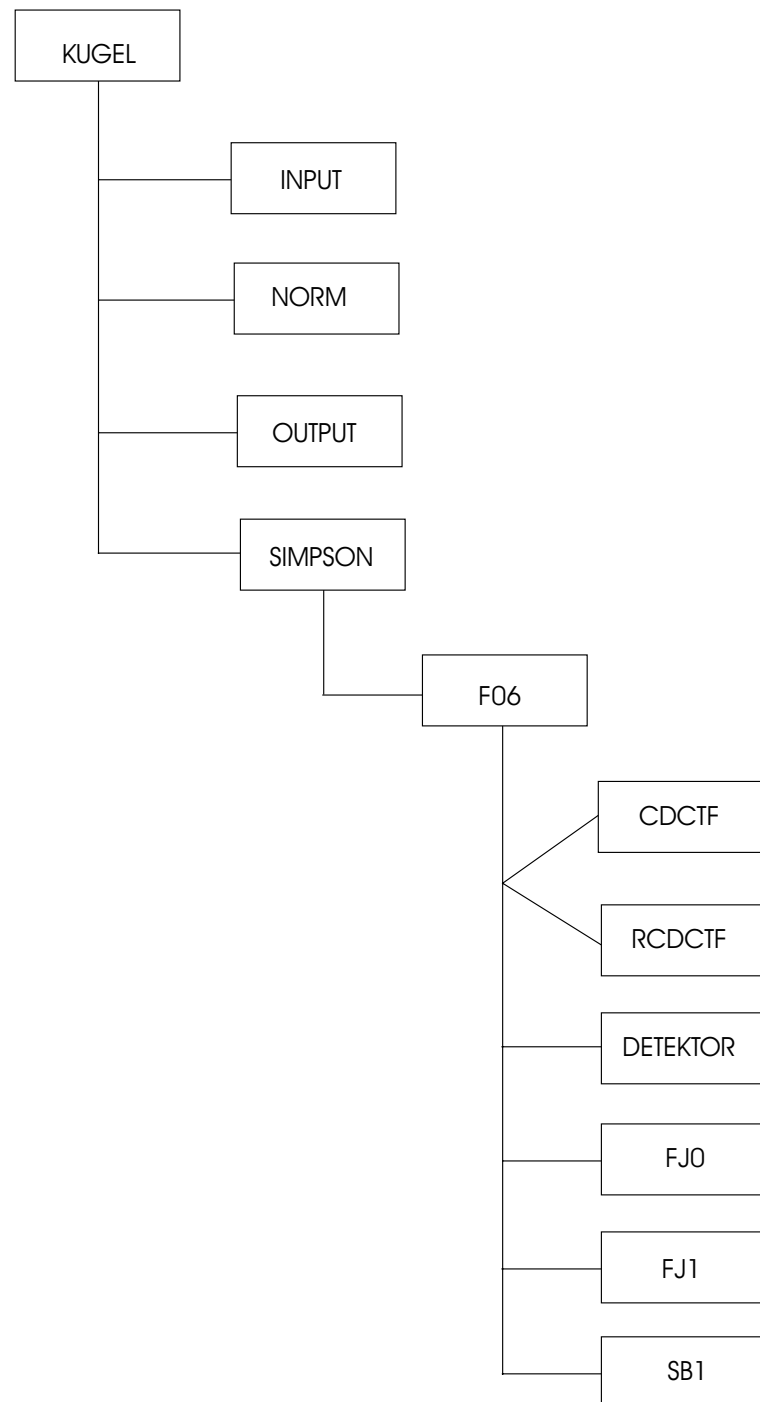 KUGEL
INPUT
NORM
OUTPUT
SIMPSON
F06
CDCTF
RCDCTF
DETEKTOR
FJ0
FJ1
SB1